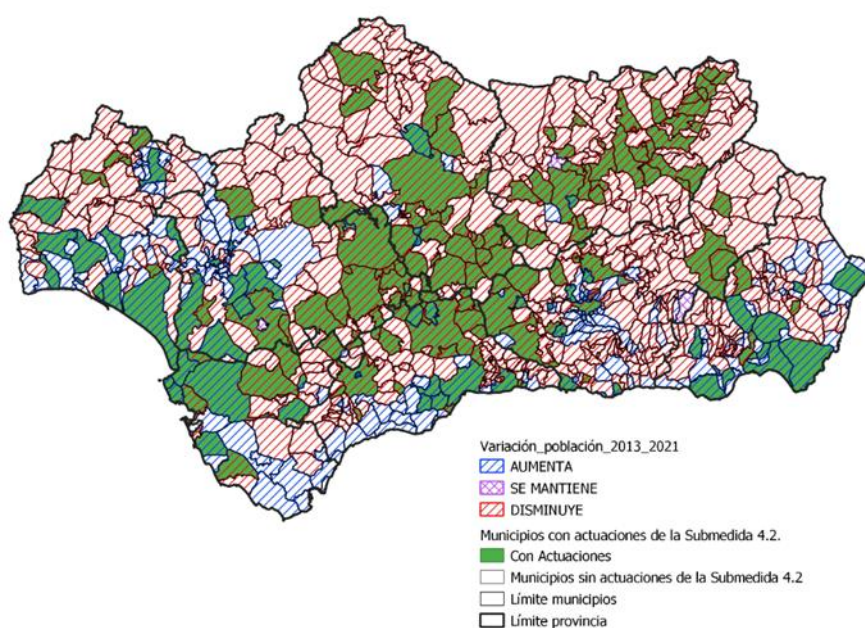 Variación_población_2013_2021
AUMENTA
SE MANTIENE
DISMINUYE
Municipios con actuaciones de la Submedida 4.2.
Con Actuaciones
Municipios sin actuaciones de la Submedida 4.2
Límite municipios
Límite provincia